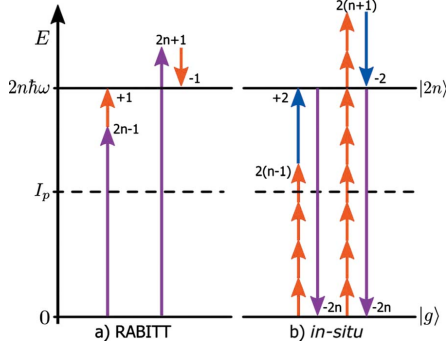 E
2n+1
2(n+1)
-1
-2
2nħω
|2n⟩
+1
+2
2n-1
2(n-1)
I_p
-2n
-2n
0
|g⟩
a) RABITT
b) in-situ